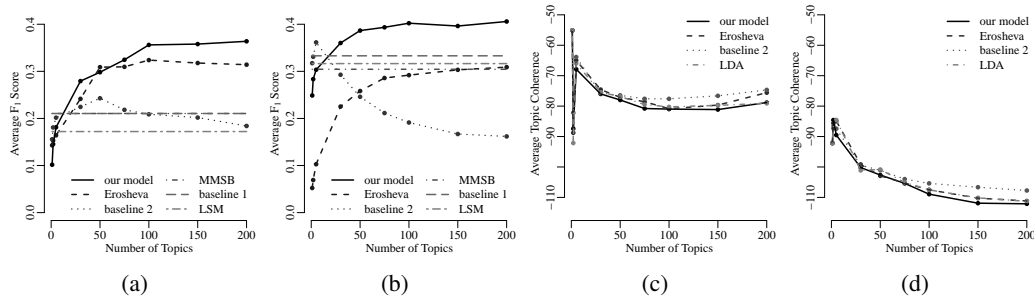 0.0 0.1 0.2 0.3 0.4
Average F1 Score
0 50 100 150 200
Number of Topics
our model
Erosheva
baseline 2
MMSB
baseline 1
LSM
(a)
0.0 0.1 0.2 0.3 0.4
Average F1 Score
0 50 100 150 200
Number of Topics
our model
Erosheva
baseline 2
MMSB
baseline 1
LSM
(b)
−110 −90 −80 −70 −60 −50
Average Topic Coherence
0 50 100 150 200
Number of Topics
our model
Erosheva
baseline 2
LDA
(c)
−110 −90 −80 −70 −60 −50
Average Topic Coherence
0 50 100 150 200
Number of Topics
our model
Erosheva
baseline 2
LDA
(d)